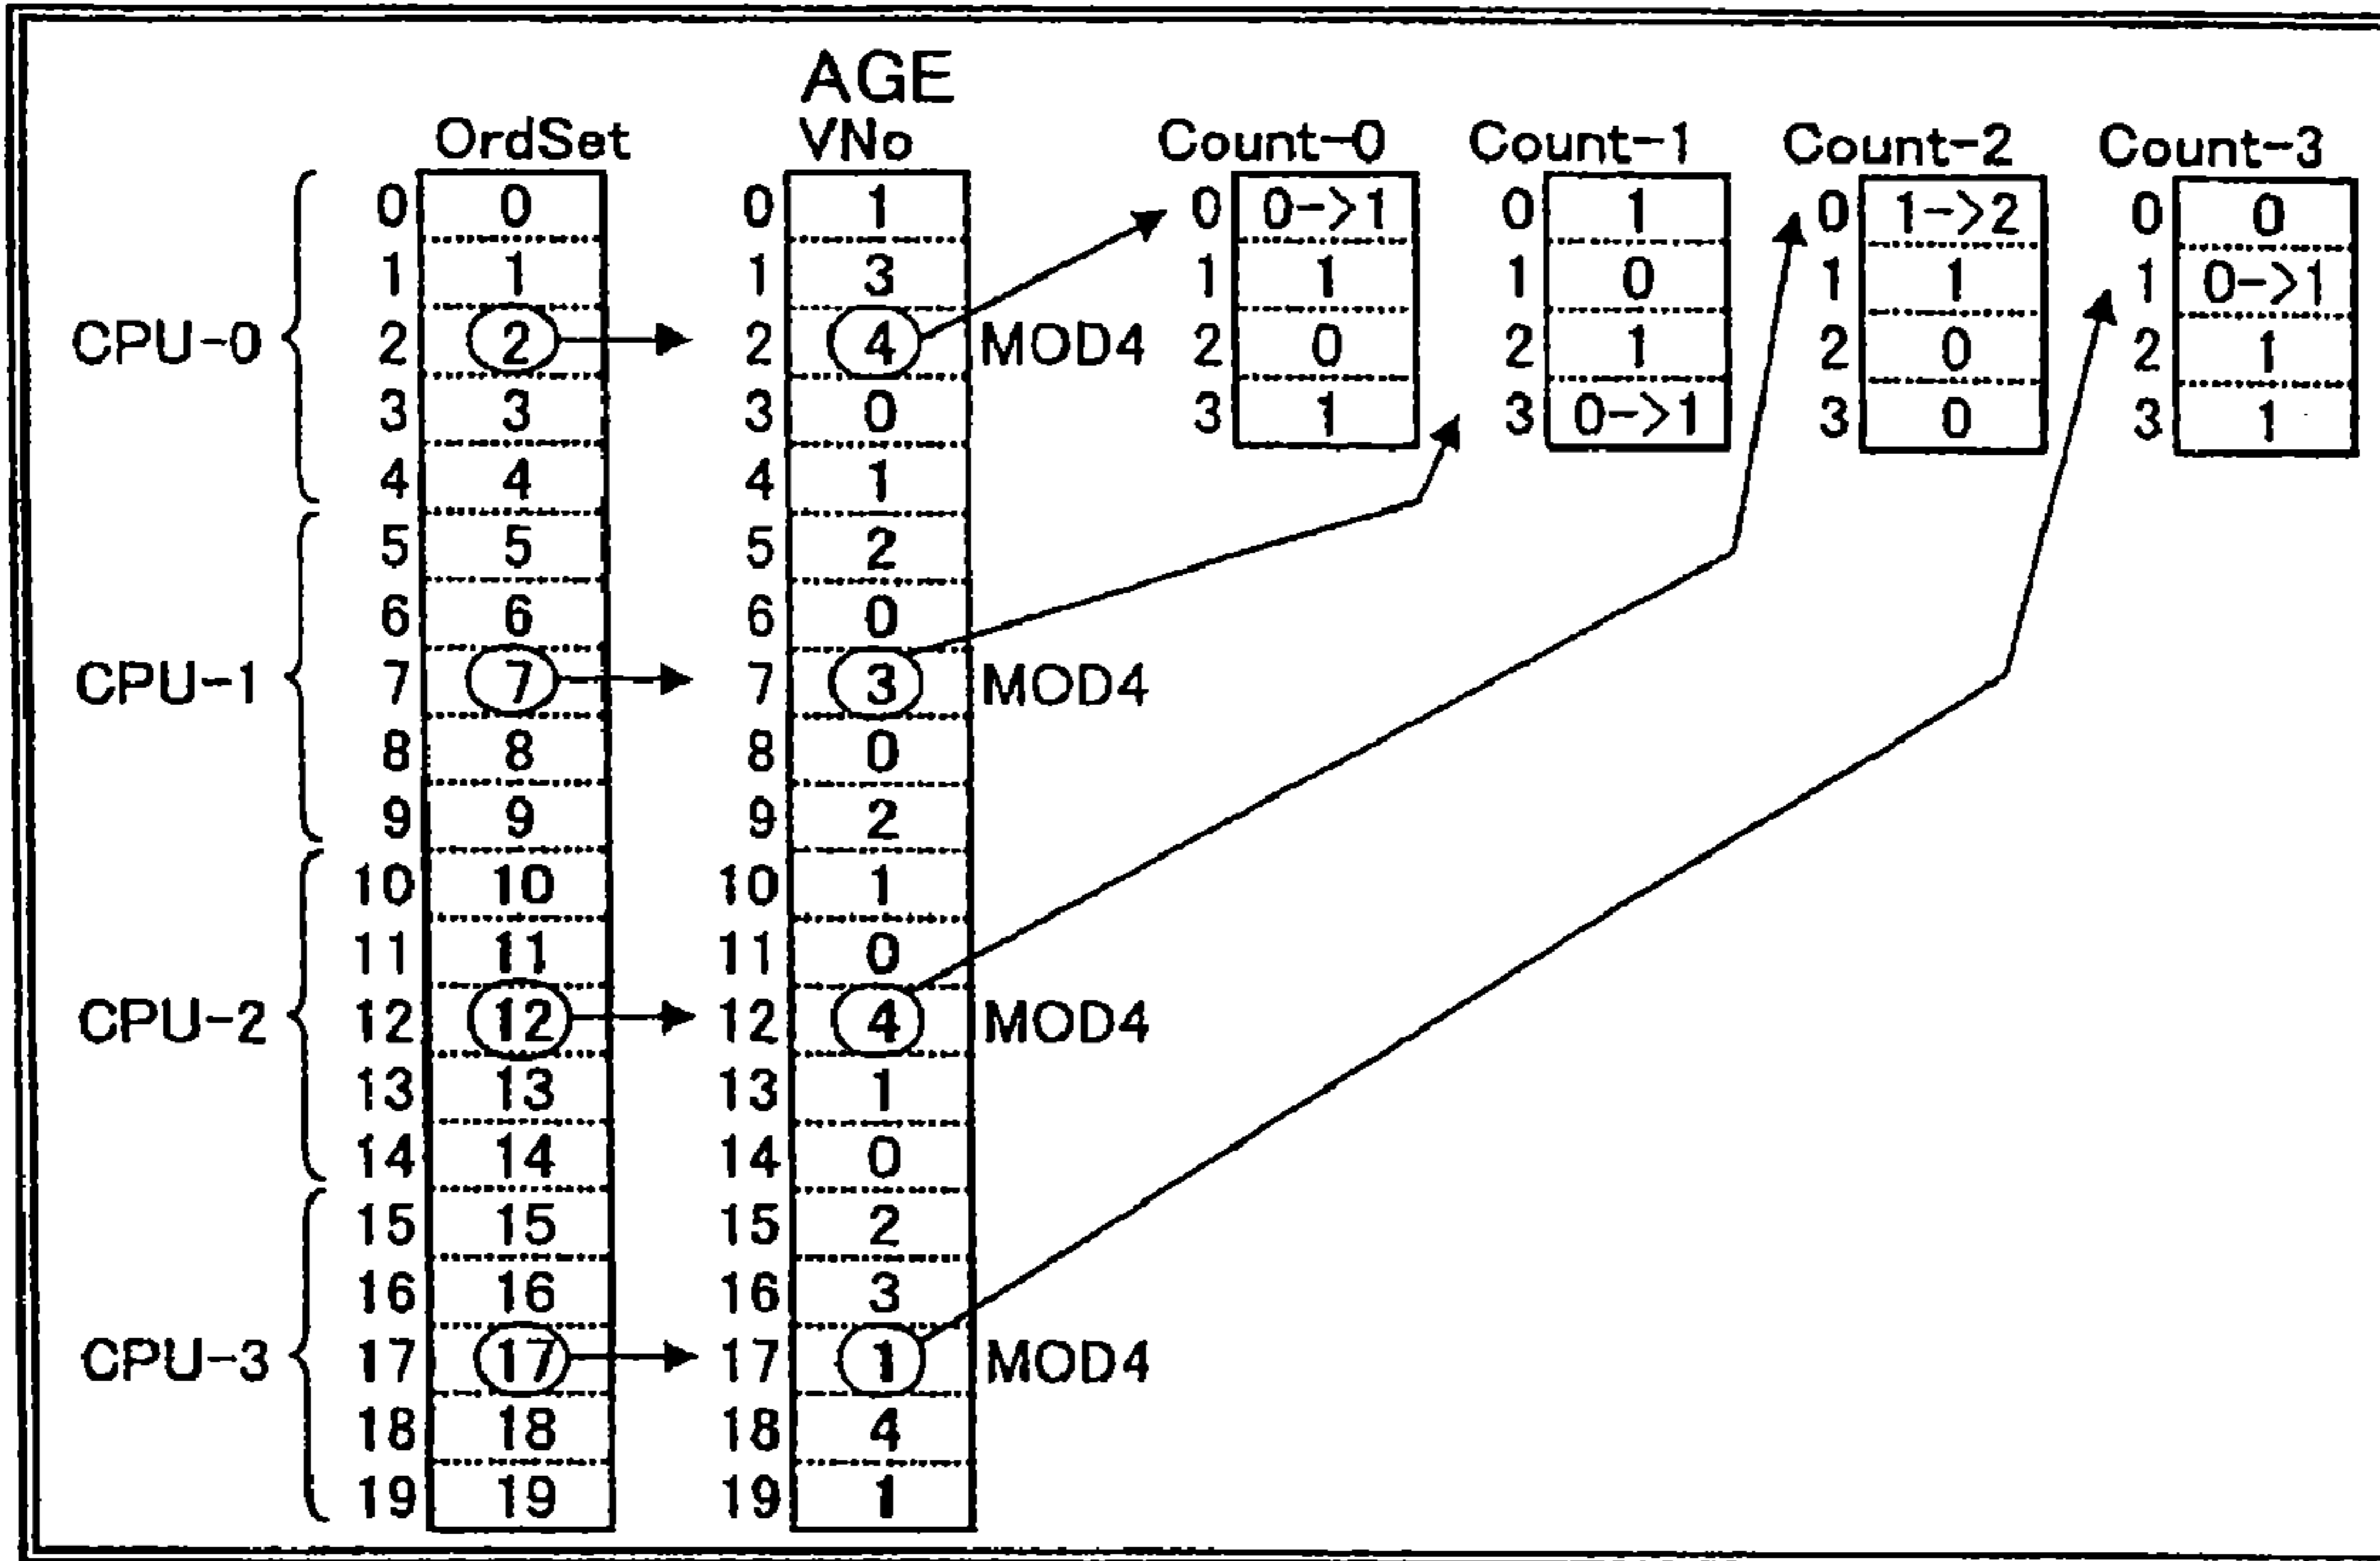 AGE
OrdSet VNo Count-0 Count-1 Count-2 Count-3
0 0 0 1 0 0->1 0 1 0 1->2 0 0
1 1 1 3 1 1 1 0 1 1 1 0->1
CPU-0 2 2 2 4 MOD4 2 0 2 1 2 0 2 1
3 3 3 0 3 1 3 0->1 3 0 3 1
4 4 4 1
5 5 5 2
6 6 6 0
CPU-1 7 7 7 3 MOD4
8 8 8 0
9 9 9 2
10 10 10 1
11 11 11 0
CPU-2 12 12 12 4 MOD4
13 13 13 1
14 14 14 0
15 15 15 2
16 16 16 3
CPU-3 17 17 17 1 MOD4
18 18 18 4
19 19 19 1